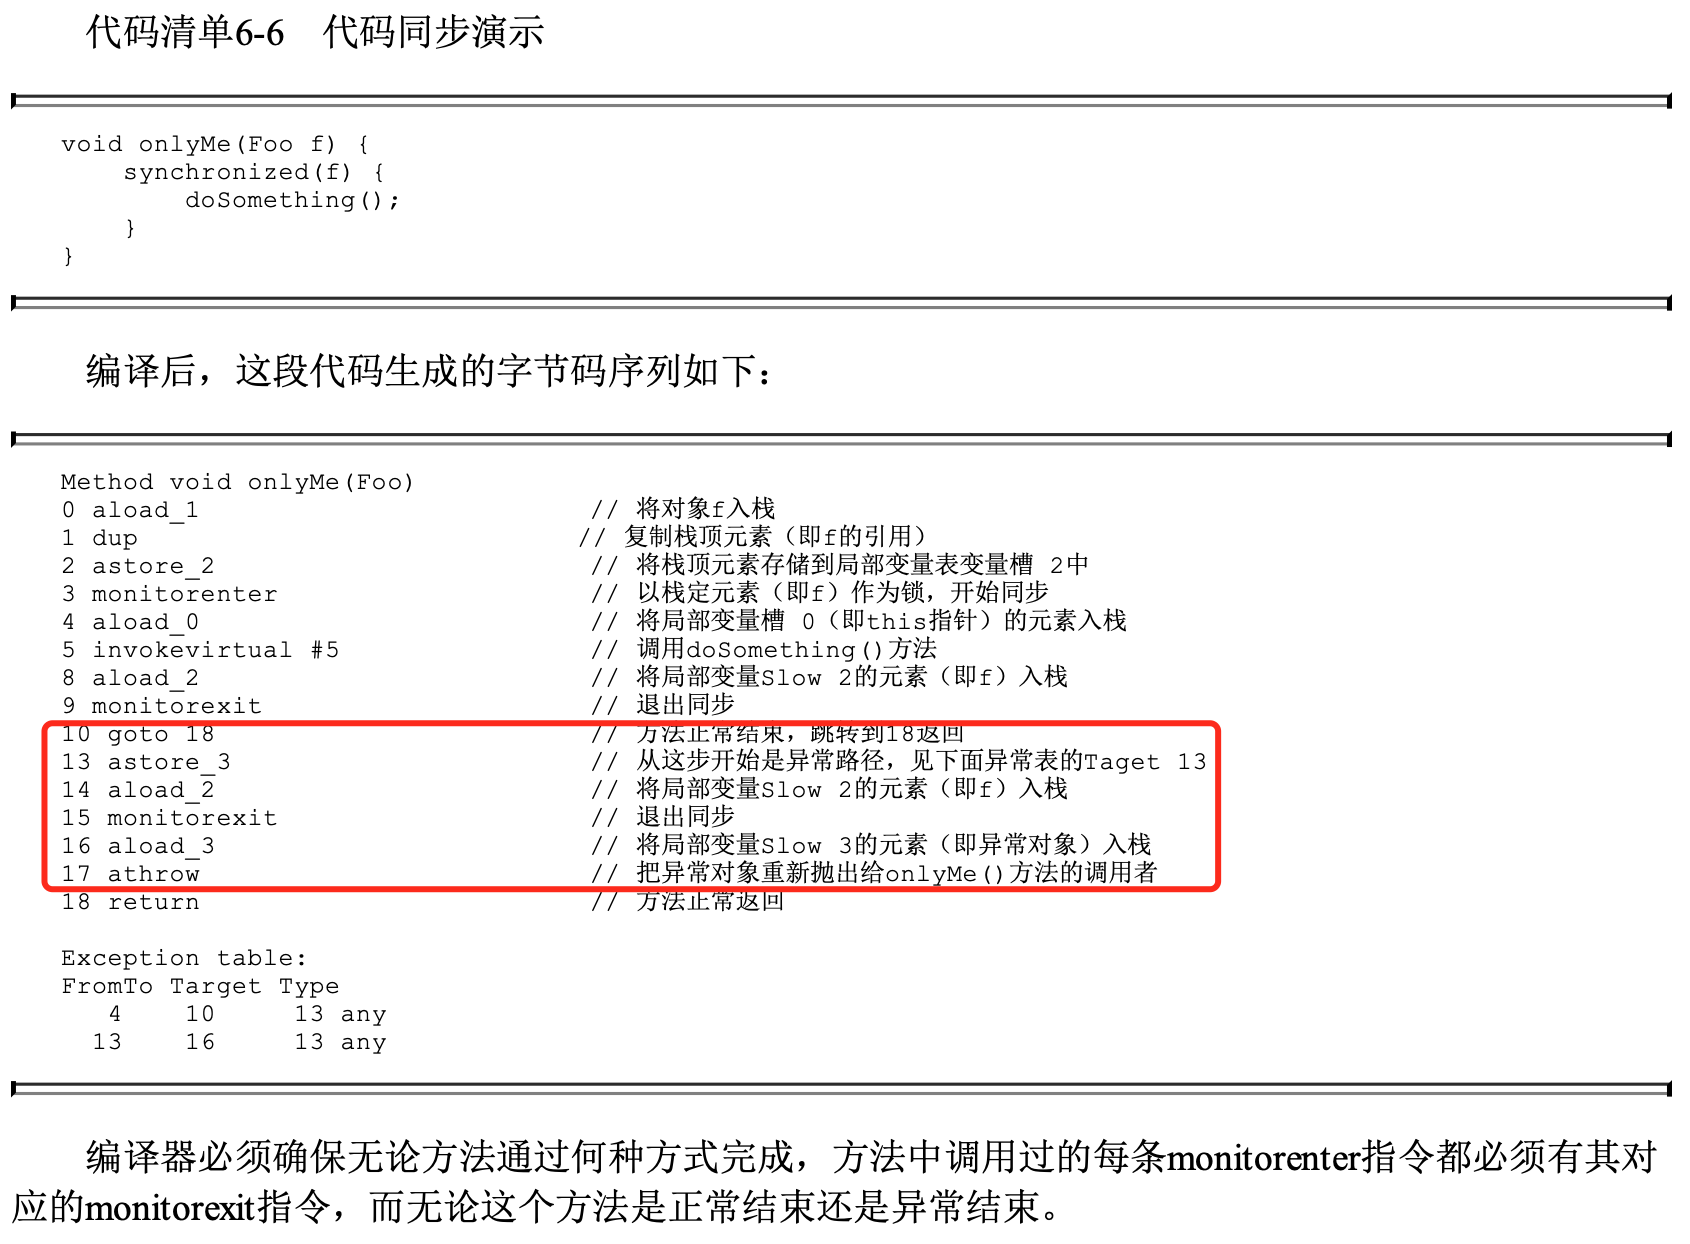 代码清单6-6 代码同步演示
void onlyMe(Foo f) {
    synchronized(f) {
        doSomething();
    }
}
编译后，这段代码生成的字节码序列如下：
Method void onlyMe(Foo)
0 aload_1 // 将对象f入栈
1 dup // 复制栈顶元素（即f的引用）
2 astore_2 // 将栈顶元素存储到局部变量表变量槽 2中
3 monitorenter // 以栈定元素（即f）作为锁，开始同步
4 aload_0 // 将局部变量槽 0（即this指针）的元素入栈
5 invokevirtual #5 // 调用doSomething()方法
8 aload_2 // 将局部变量Slow 2的元素（即f）入栈
9 monitorexit // 退出同步
10 goto 18 // 方法正常结束，跳转到18返回
13 astore_3 // 从这步开始是异常路径，见下面异常表的Taget 13
14 aload_2 // 将局部变量Slow 2的元素（即f）入栈
15 monitorexit // 退出同步
16 aload_3 // 将局部变量Slow 3的元素（即异常对象）入栈
17 athrow // 把异常对象重新抛出给onlyMe()方法的调用者
18 return // 方法正常返回
Exception table:
FromTo Target Type
4 10 13 any
13 16 13 any
编译器必须确保无论方法通过何种方式完成，方法中调用过的每条monitorenter指令都必须有其对
应的monitorexit指令，而无论这个方法是正常结束还是异常结束。